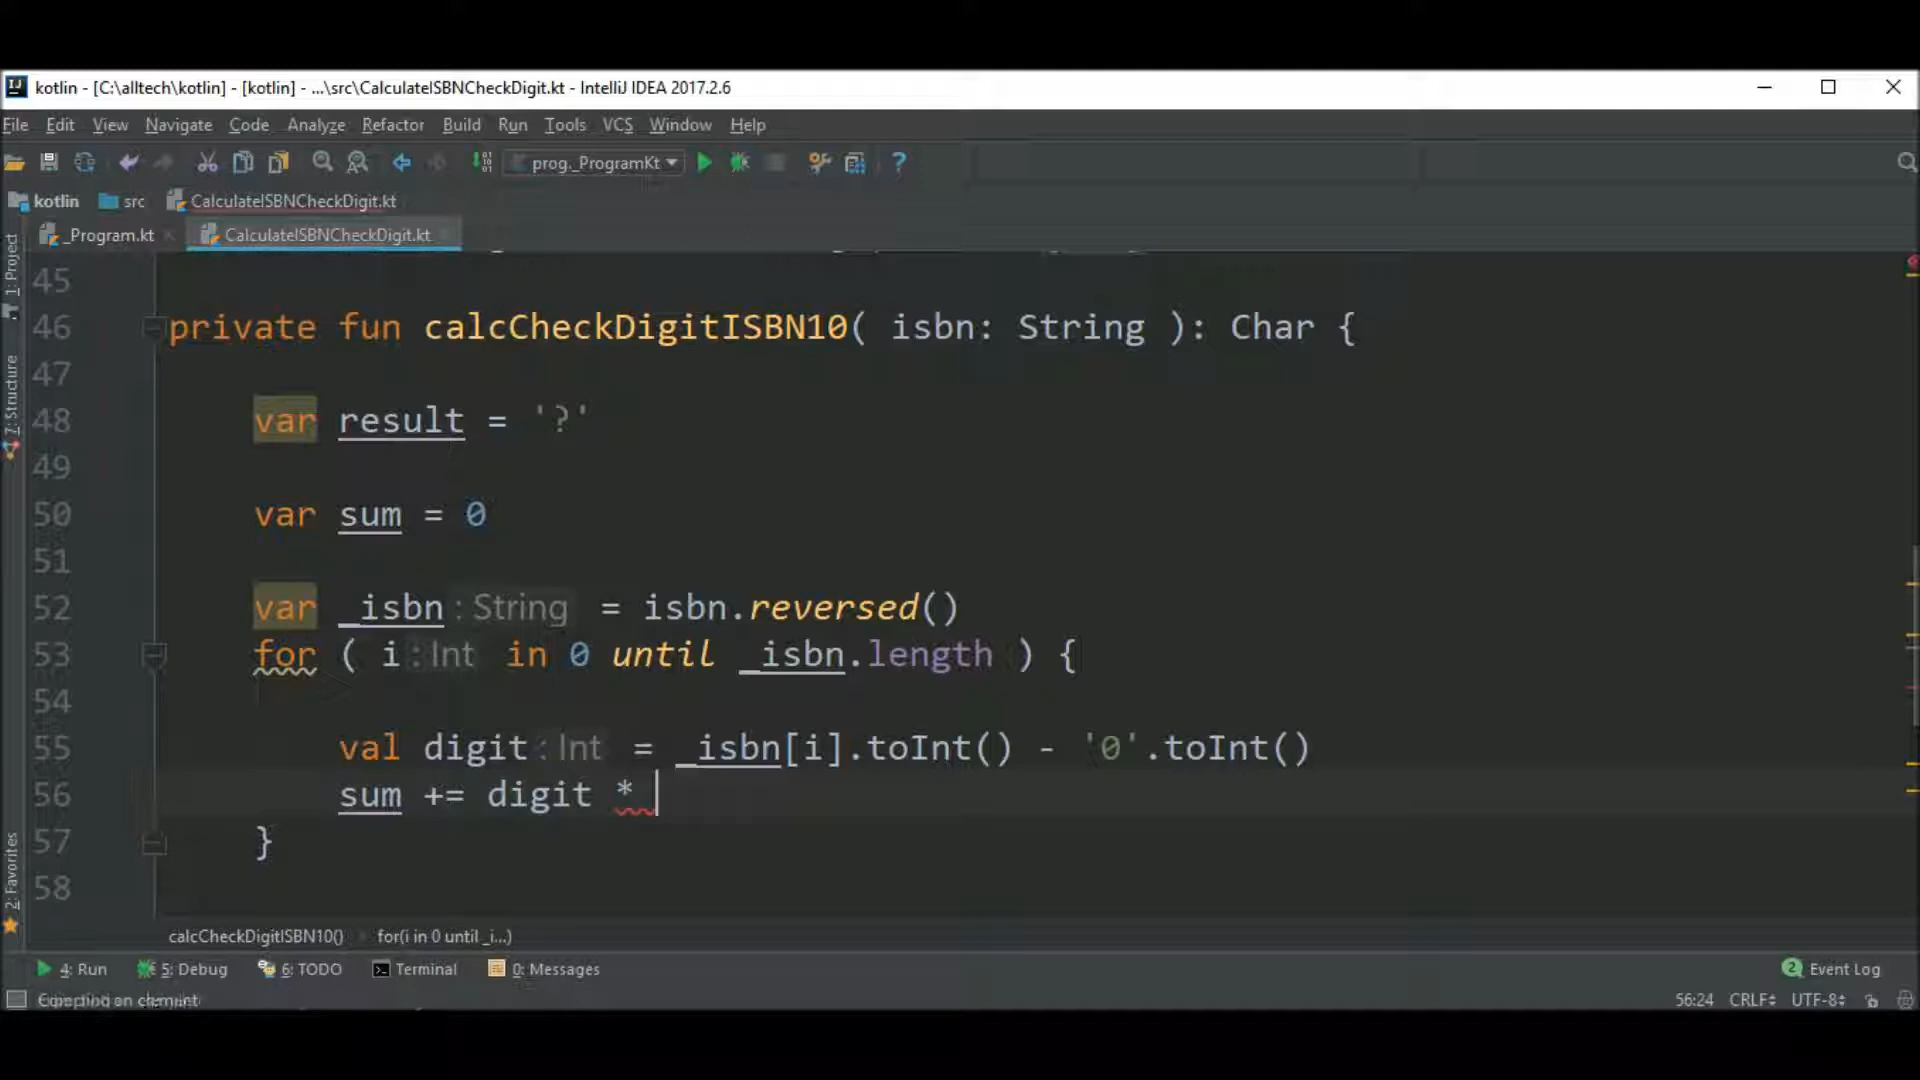 kotlin - [C:\alltech\kotlin] - [kotlin] - ...\src\CalculateISBNCheckDigit.kt - IntelliJ IDEA 2017.2.6
File Edit View Navigate Code Analyze Refactor Build Run Tools VCS Window Help
prog._ProgramKt
kotlin src CalculateISBNCheckDigit.kt
_Program.kt CalculateISBNCheckDigit.kt
1: Project
7: Structure
2: Favorites
45
46 private fun calcCheckDigitISBN10( isbn: String ): Char {
47
48 var result = '?'
49
50 var sum = 0
51
52 var _isbn : String = isbn.reversed()
53 for ( i : Int in 0 until _isbn.length ) {
54
55 val digit : Int = _isbn[i].toInt() - '0'.toInt()
56 sum += digit *
57 }
58
calcCheckDigitISBN10() for(i in 0 until _i...)
4: Run 5: Debug 6: TODO Terminal 0: Messages 2 Event Log
56:24 CRLF UTF-8